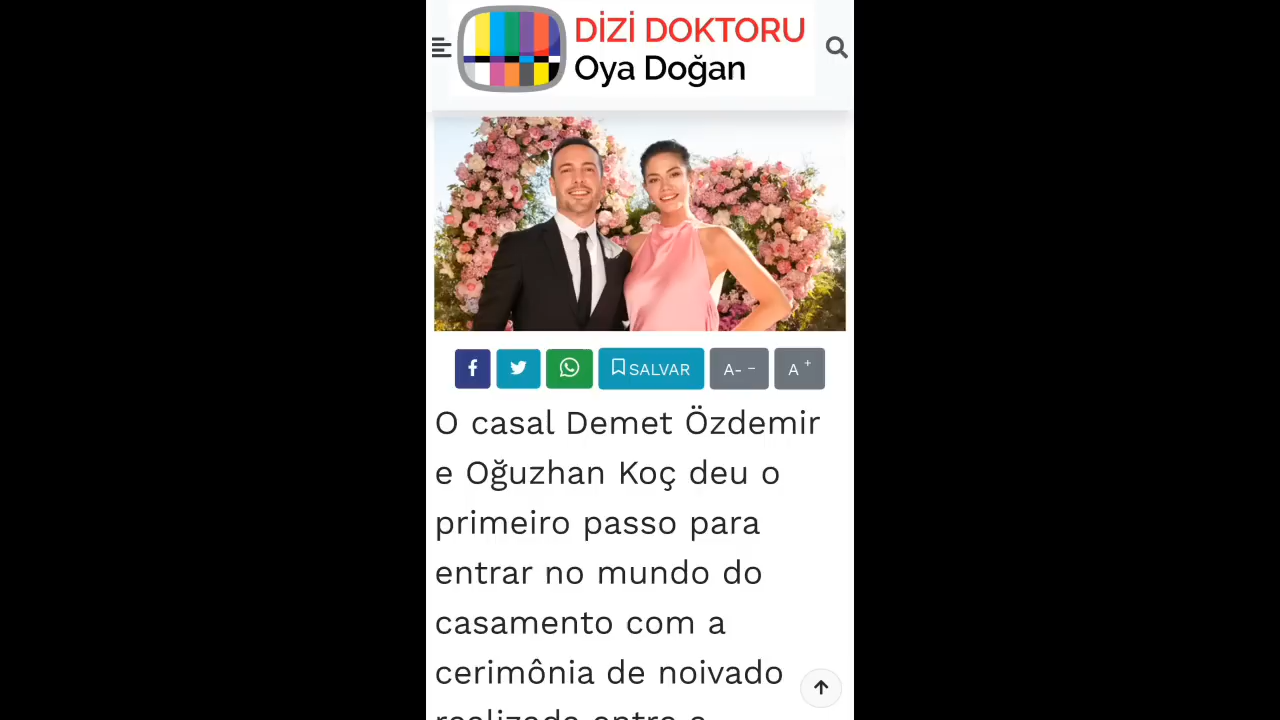 DİZİ DOKTORU
Oya Doğan
SALVAR
A- −
A +
O casal Demet Özdemir
e Oğuzhan Koç deu o
primeiro passo para
entrar no mundo do
casamento com a
cerimônia de noivado